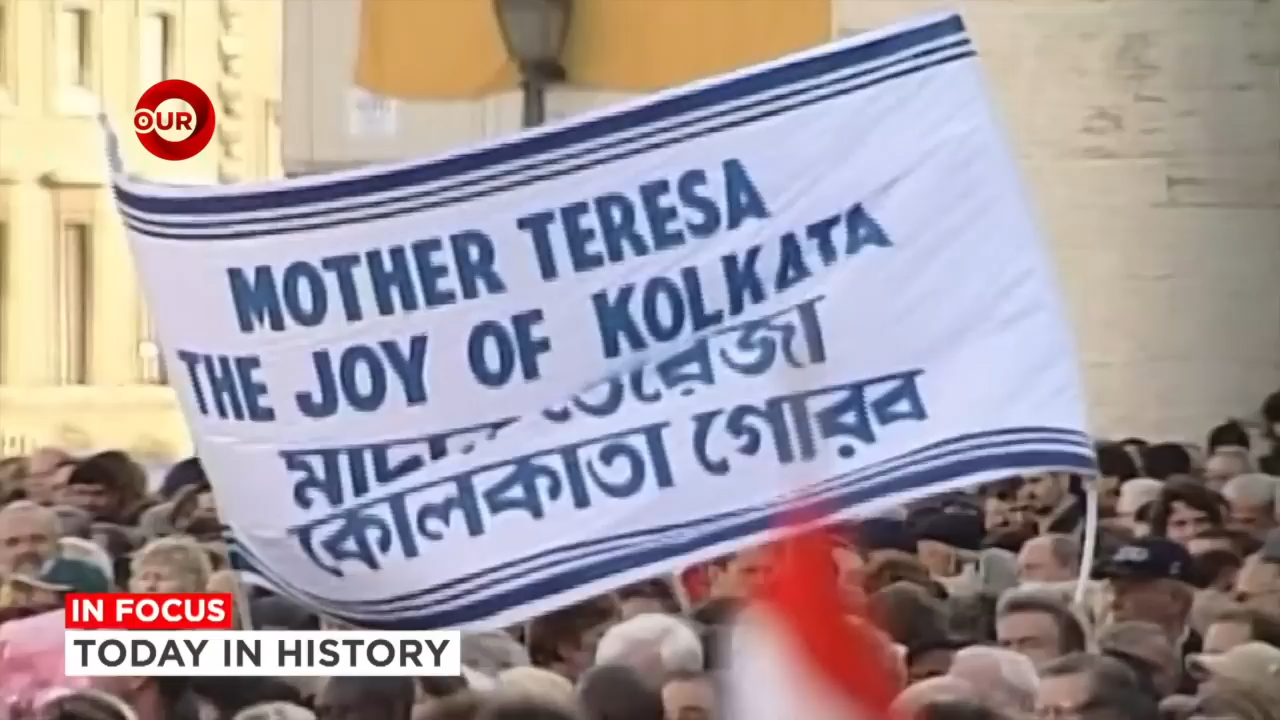 OUR
MOTHER TERESA
THE JOY OF KOLKATA
মাদার তেরেজা
কোলকাতা গোরব
IN FOCUS
TODAY IN HISTORY